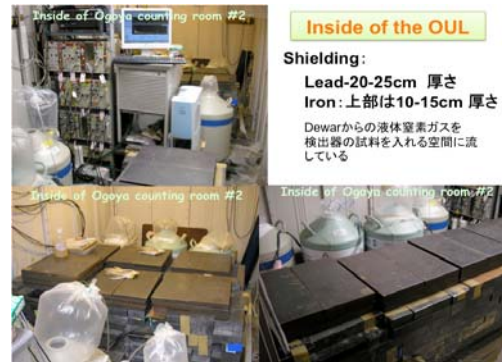 Inside of Ogoya counting room #2
Inside of the OUL
Shielding:
Lead-20-25cm 厚さ
Iron:上部は10-15cm 厚さ
Dewarからの液体窒素ガスを
検出器の試料を入れる空間に流
している
Inside of Ogoya counting room #2
Inside of Ogoya counting room #2